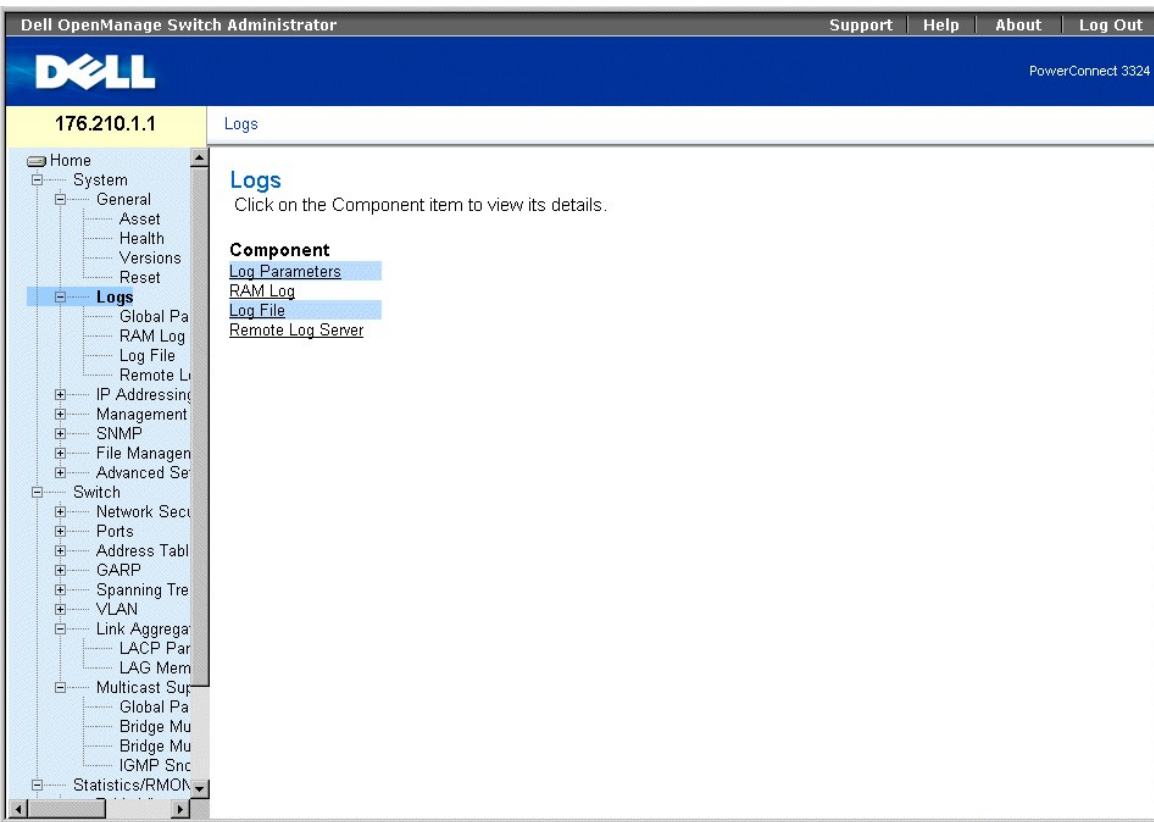 Dell OpenManage Switch Administrator
Support | Help | About | Log Out
DELL
PowerConnect 3324
176.210.1.1
Logs
Home
System
General
Asset
Health
Versions
Reset
Logs
Global Pa
RAM Log
Log File
Remote L
IP Addressing
Management
SNMP
File Managen
Advanced Se
Switch
Network Secu
Ports
Address Tabl
GARP
Spanning Tre
VLAN
Link Aggrega
LACP Par
LAG Mem
Multicast Sup
Global Pa
Bridge Mu
Bridge Mu
IGMP Sno
Statistics/RMON
Logs
Click on the Component item to view its details.
Component
Log Parameters
RAM Log
Log File
Remote Log Server